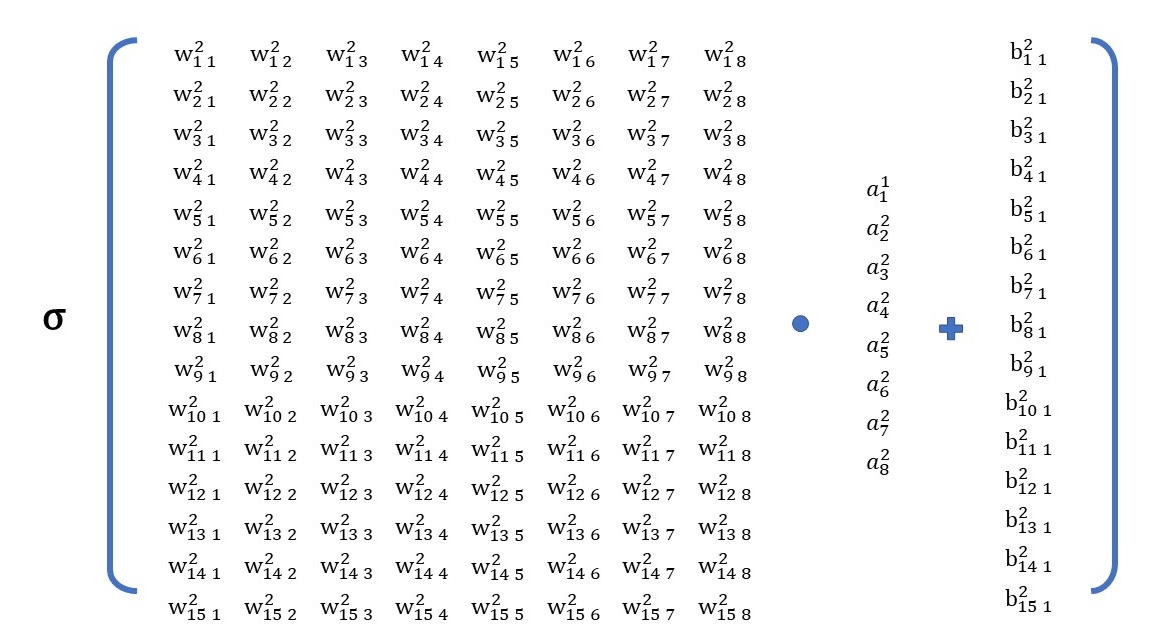 w²₁ ₁ w²₁ ₂ w²₁ ₃ w²₁ ₄ w²₁ ₅ w²₁ ₆ w²₁ ₇ w²₁ ₈ b²₁ ₁
w²₂ ₁ w²₂ ₂ w²₂ ₃ w²₂ ₄ w²₂ ₅ w²₂ ₆ w²₂ ₇ w²₂ ₈ b²₂ ₁
w²₃ ₁ w²₃ ₂ w²₃ ₃ w²₃ ₄ w²₃ ₅ w²₃ ₆ w²₃ ₇ w²₃ ₈ b²₃ ₁
w²₄ ₁ w²₄ ₂ w²₄ ₃ w²₄ ₄ w²₄ ₅ w²₄ ₆ w²₄ ₇ w²₄ ₈ a¹₁ b²₄ ₁
w²₅ ₁ w²₅ ₂ w²₅ ₃ w²₅ ₄ w²₅ ₅ w²₅ ₆ w²₅ ₇ w²₅ ₈ a²₂ b²₅ ₁
w²₆ ₁ w²₆ ₂ w²₆ ₃ w²₆ ₄ w²₆ ₅ w²₆ ₆ w²₆ ₇ w²₆ ₈ a²₃ b²₆ ₁
w²₇ ₁ w²₇ ₂ w²₇ ₃ w²₇ ₄ w²₇ ₅ w²₇ ₆ w²₇ ₇ w²₇ ₈ a²₄ b²₇ ₁
σ w²₈ ₁ w²₈ ₂ w²₈ ₃ w²₈ ₄ w²₈ ₅ w²₈ ₆ w²₈ ₇ w²₈ ₈ • a²₅ + b²₈ ₁
w²₉ ₁ w²₉ ₂ w²₉ ₃ w²₉ ₄ w²₉ ₅ w²₉ ₆ w²₉ ₇ w²₉ ₈ a²₆ b²₉ ₁
w²₁₀ ₁ w²₁₀ ₂ w²₁₀ ₃ w²₁₀ ₄ w²₁₀ ₅ w²₁₀ ₆ w²₁₀ ₇ w²₁₀ ₈ a²₇ b²₁₀ ₁
w²₁₁ ₁ w²₁₁ ₂ w²₁₁ ₃ w²₁₁ ₄ w²₁₁ ₅ w²₁₁ ₆ w²₁₁ ₇ w²₁₁ ₈ a²₈ b²₁₁ ₁
w²₁₂ ₁ w²₁₂ ₂ w²₁₂ ₃ w²₁₂ ₄ w²₁₂ ₅ w²₁₂ ₆ w²₁₂ ₇ w²₁₂ ₈ b²₁₂ ₁
w²₁₃ ₁ w²₁₃ ₂ w²₁₃ ₃ w²₁₃ ₄ w²₁₃ ₅ w²₁₃ ₆ w²₁₃ ₇ w²₁₃ ₈ b²₁₃ ₁
w²₁₄ ₁ w²₁₄ ₂ w²₁₄ ₃ w²₁₄ ₄ w²₁₄ ₅ w²₁₄ ₆ w²₁₄ ₇ w²₁₄ ₈ b²₁₄ ₁
w²₁₅ ₁ w²₁₅ ₂ w²₁₅ ₃ w²₁₅ ₄ w²₁₅ ₅ w²₁₅ ₆ w²₁₅ ₇ w²₁₅ ₈ b²₁₅ ₁